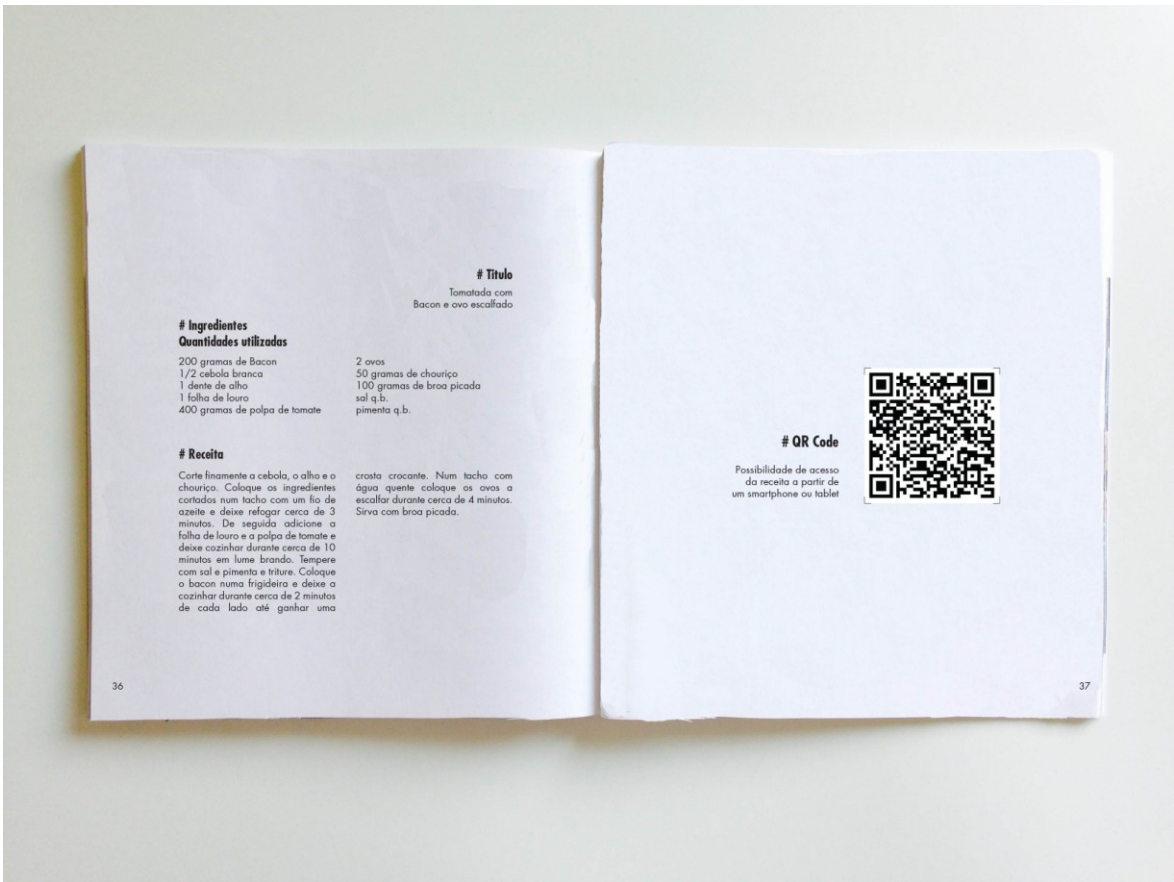 # Titulo
Tomatada com
Bacon e ovo escalfado
# Ingredientes
Quantidades utilizadas
200 gramas de Bacon
1/2 cebola branca
1 dente de alho
1 folha de louro
400 gramas de polpa de tomate
2 ovos
50 gramas de chouriço
100 gramas de broa picada
sal q.b.
pimenta q.b.
# Receita
Corte finamente a cebola, o alho e o
chouriço. Coloque os ingredientes
cortados num tacho com um fio de
azeite e deixe refogar cerca de 3
minutos. De seguida adicione a
folha de louro e a polpa de tomate e
deixe cozinhar durante cerca de 10
minutos em lume brando. Tempere
com sal e pimenta e triture. Coloque
o bacon numa frigideira e deixe a
cozinhar durante cerca de 2 minutos
de cada lado até ganhar uma
crosta crocante. Num tacho com
água quente coloque os ovos a
escalfar durante cerca de 4 minutos.
Sirva com broa picada.
36
# QR Code
Possibilidade de acesso
da receita a partir de
um smartphone ou tablet
37